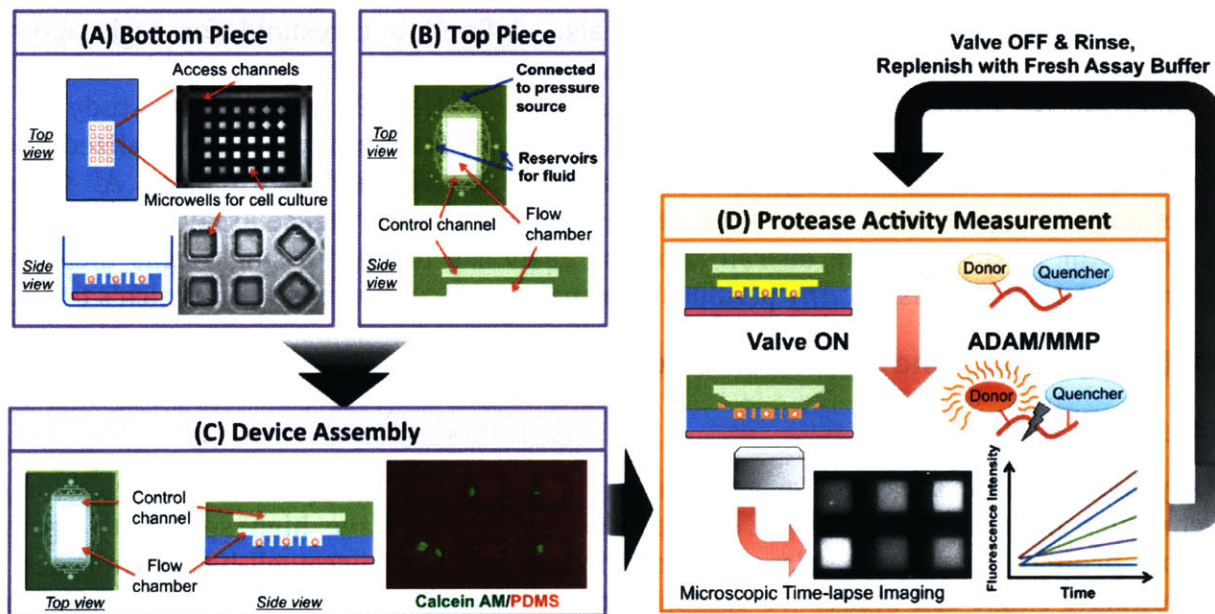 (A) Bottom Piece
Access channels
Top
view
Microwells for cell culture
Side
view
(B) Top Piece
Connected
to pressure
source
Top
view
Reservoirs
for fluid
Control channel
Flow
chamber
Side
view
Valve OFF & Rinse,
Replenish with Fresh Assay Buffer
(C) Device Assembly
Control
channel
Flow
chamber
Top view
Side view
Calcein AM/PDMS
(D) Protease Activity Measurement
Donor
Quencher
Valve ON
ADAM/MMP
Donor
Quencher
Microscopic Time-lapse Imaging
Fluorescence Intensity
Time